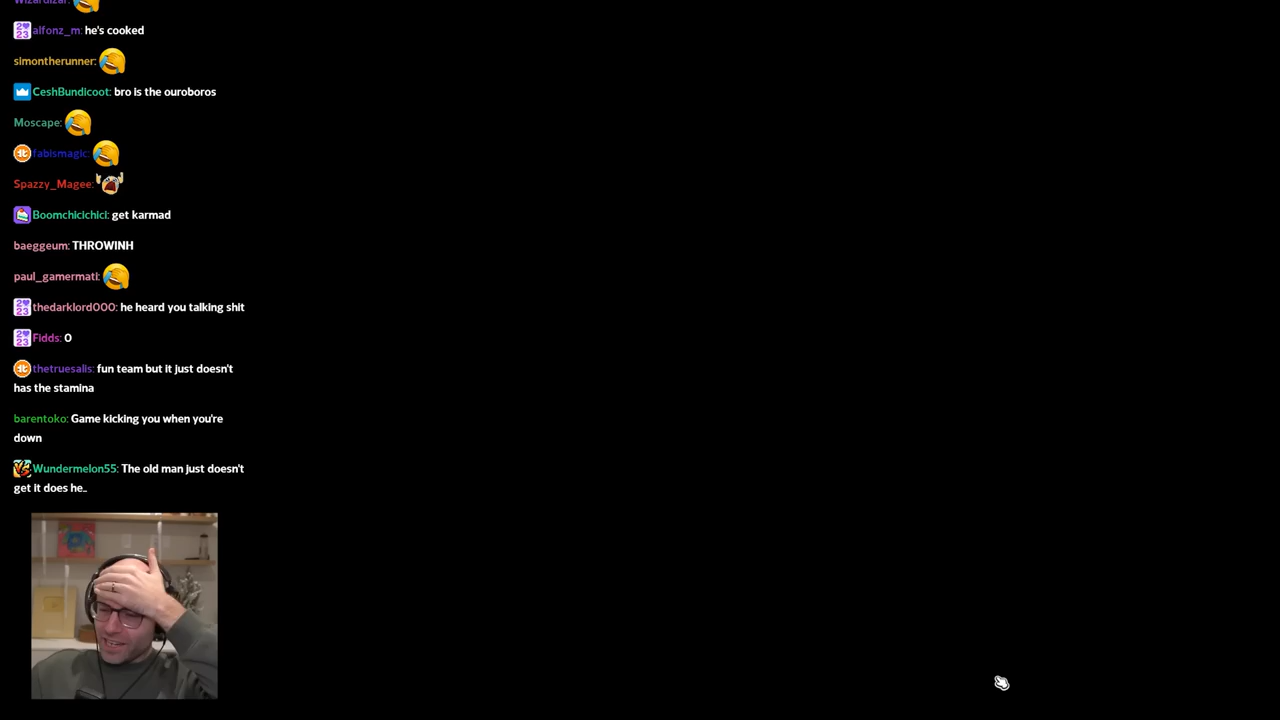 Wizardizar:
alfonz_m: he's cooked
simontherunner:
CeshBundicoot: bro is the ouroboros
Moscape:
fabismagic:
Spazzy_Magee:
Boomchicichici: get karmad
baeggeum: THROWINH
paul_gamermatl:
thedarklord000: he heard you talking shit
Fidds: O
thetruesalis: fun team but it just doesn't
has the stamina
barentoko: Game kicking you when you're
down
Wundermelon55: The old man just doesn't
get it does he..